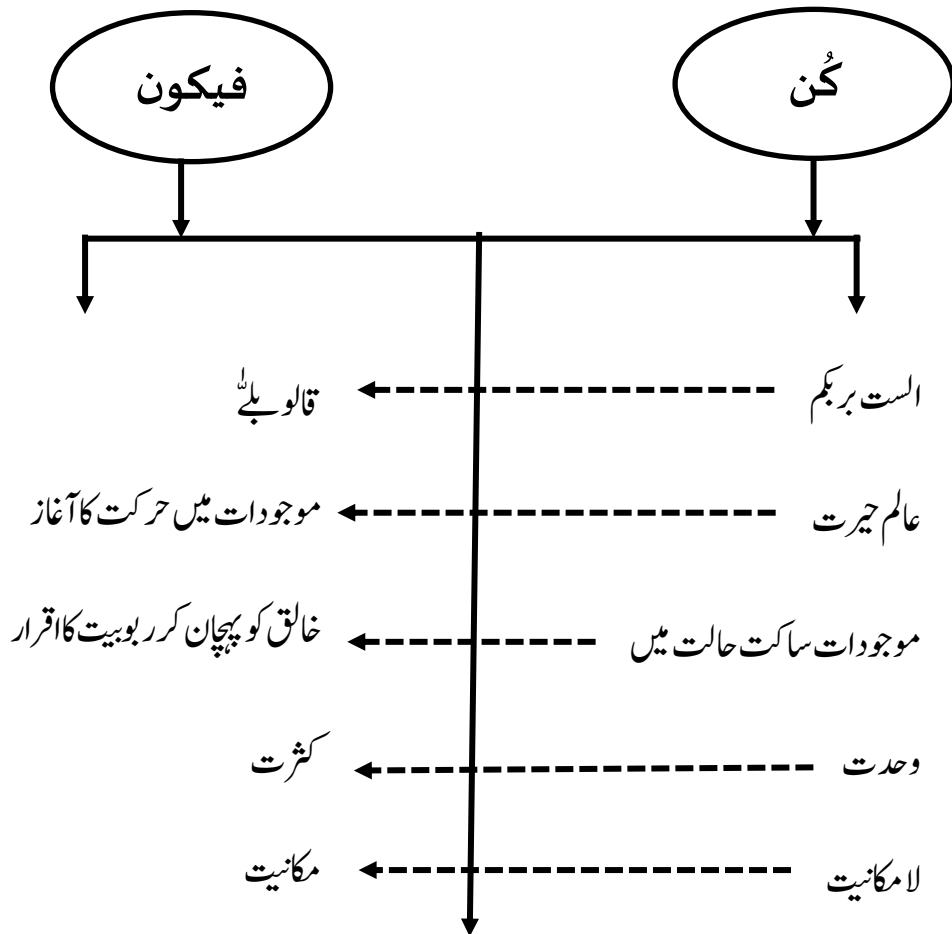 کُن
فیکون
الست بربکم
قالو بلیٰ
عالم حیرت
موجودات میں حرکت کا آغاز
موجودات ساکت حالت میں
خالق کو پہچان کر ربوبیت کا اقرار
وحدت
کثرت
لامکانیت
مکانیت